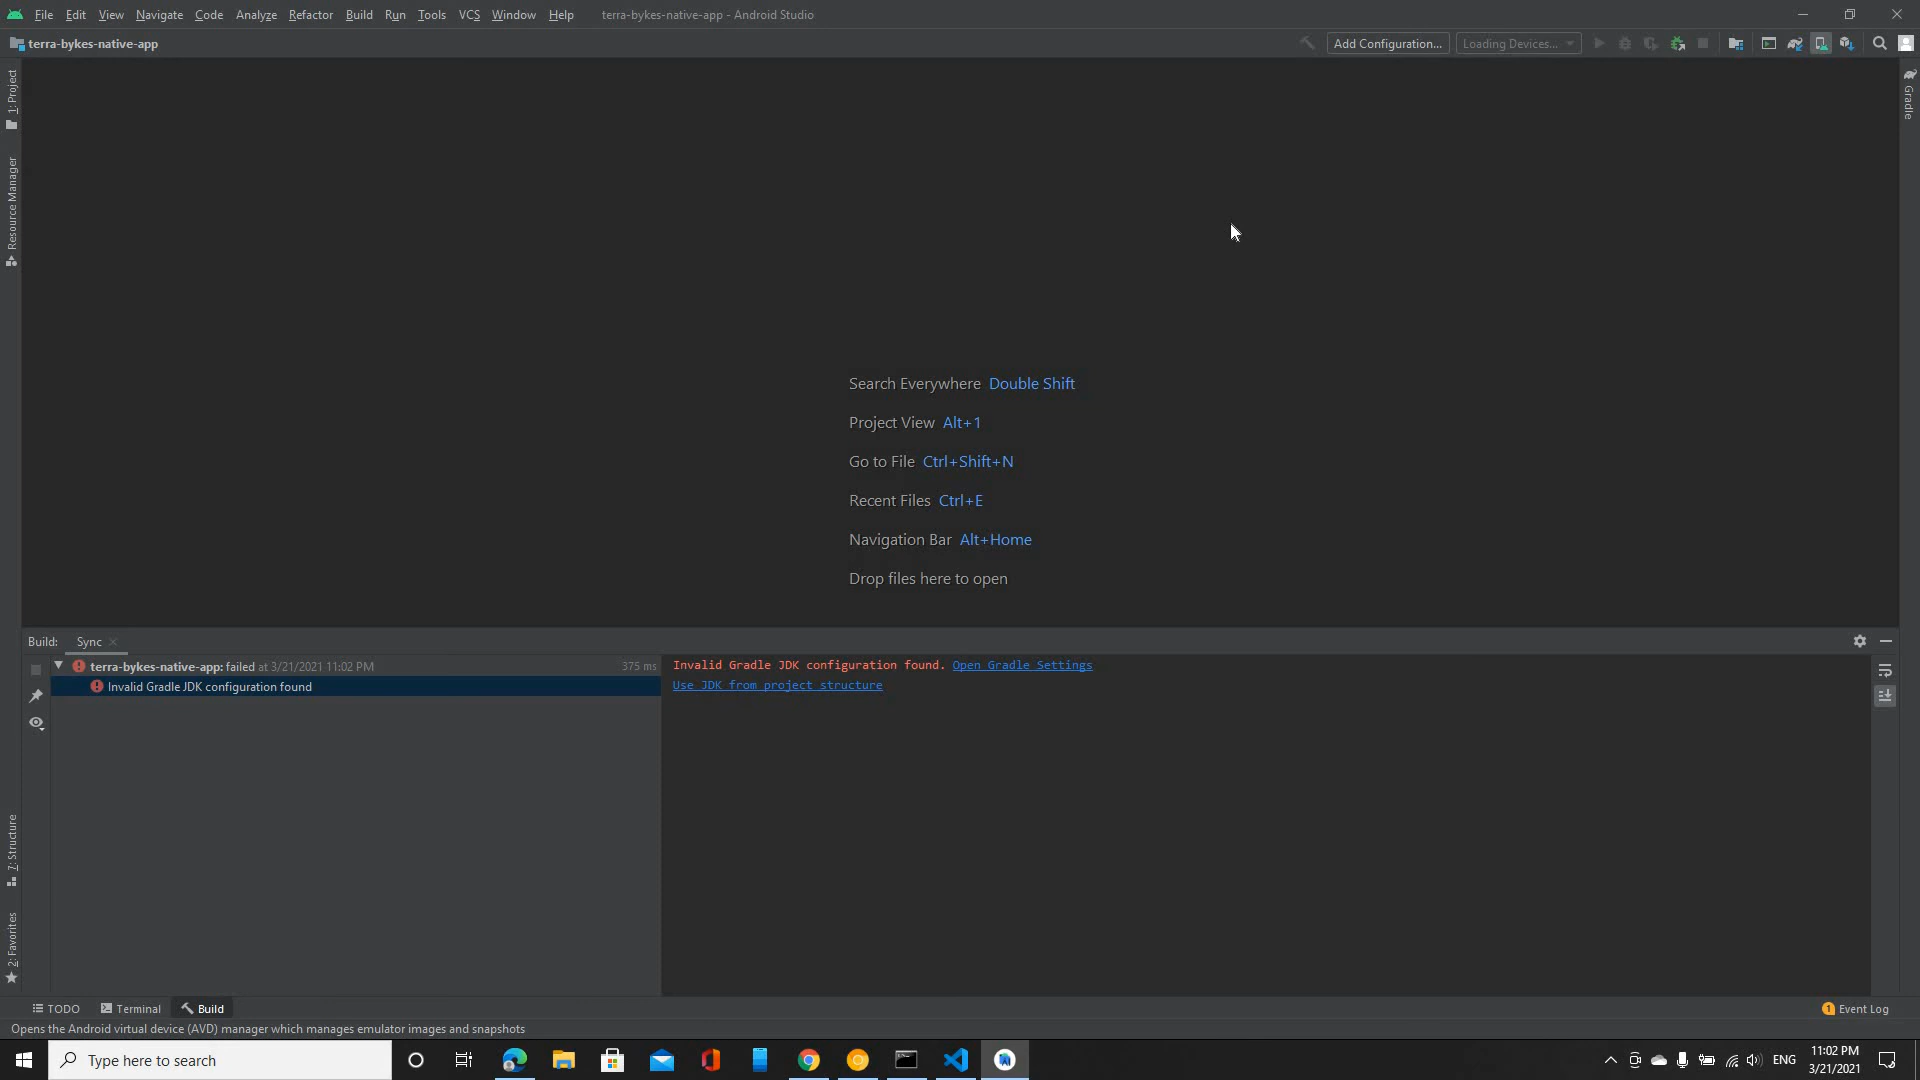 File Edit View Navigate Code Analyze Refactor Build Run Tools VCS Window Help terra-bykes-native-app - Android Studio
terra-bykes-native-app
Add Configuration... Loading Devices...
1: Project
Resource Manager
Gradle
Search Everywhere Double Shift
Project View Alt+1
Go to File Ctrl+Shift+N
Recent Files Ctrl+E
Navigation Bar Alt+Home
Drop files here to open
Build: Sync
terra-bykes-native-app: failed at 3/21/2021 11:02 PM 375 ms
Invalid Gradle JDK configuration found
Invalid Gradle JDK configuration found. Open Gradle Settings
Use JDK from project structure
7: Structure
2: Favorites
TODO Terminal Build
1 Event Log
Opens the Android virtual device (AVD) manager which manages emulator images and snapshots
Type here to search
ENG
11:02 PM
3/21/2021